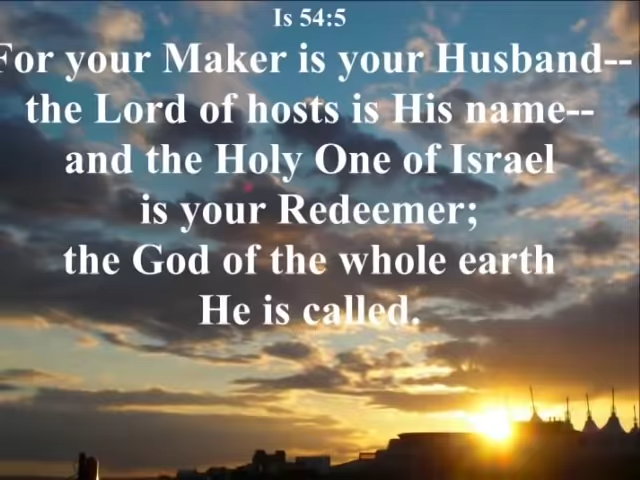 Is 54:5
For your Maker is your Husband--
the Lord of hosts is His name--
and the Holy One of Israel
is your Redeemer;
the God of the whole earth
He is called.